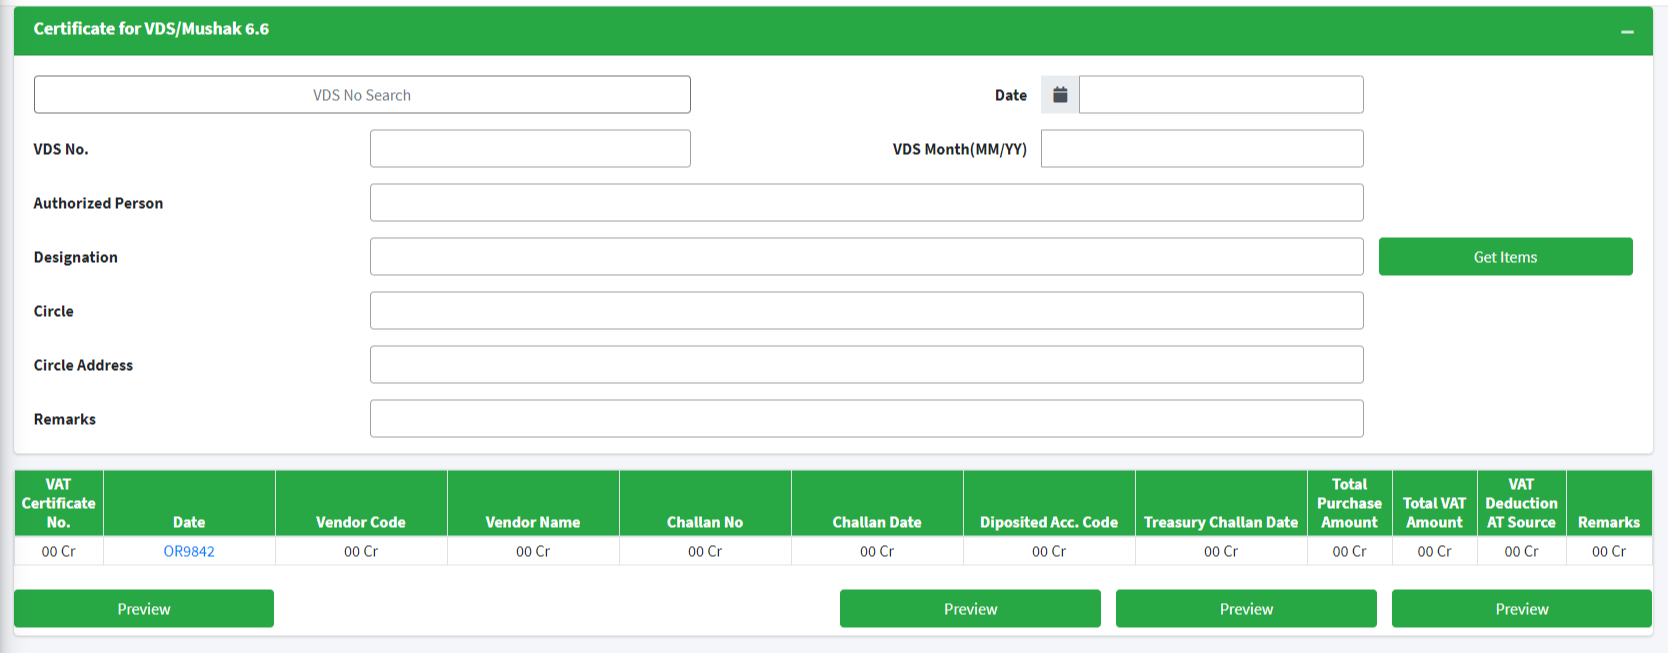 Certificate for VDS/Mushak 6.6
VDS No Search
Date
VDS No.
VDS Month(MM/YY)
Authorized Person
Designation
Get Items
Circle
Circle Address
Remarks
VAT Certificate No. Date Vendor Code Vendor Name Challan No Challan Date Diposited Acc. Code Treasury Challan Date Total Purchase Amount Total VAT Amount VAT Deduction AT Source Remarks
00 Cr OR9842 00 Cr 00 Cr 00 Cr 00 Cr 00 Cr 00 Cr 00 Cr 00 Cr 00 Cr 00 Cr
Preview Preview Preview Preview